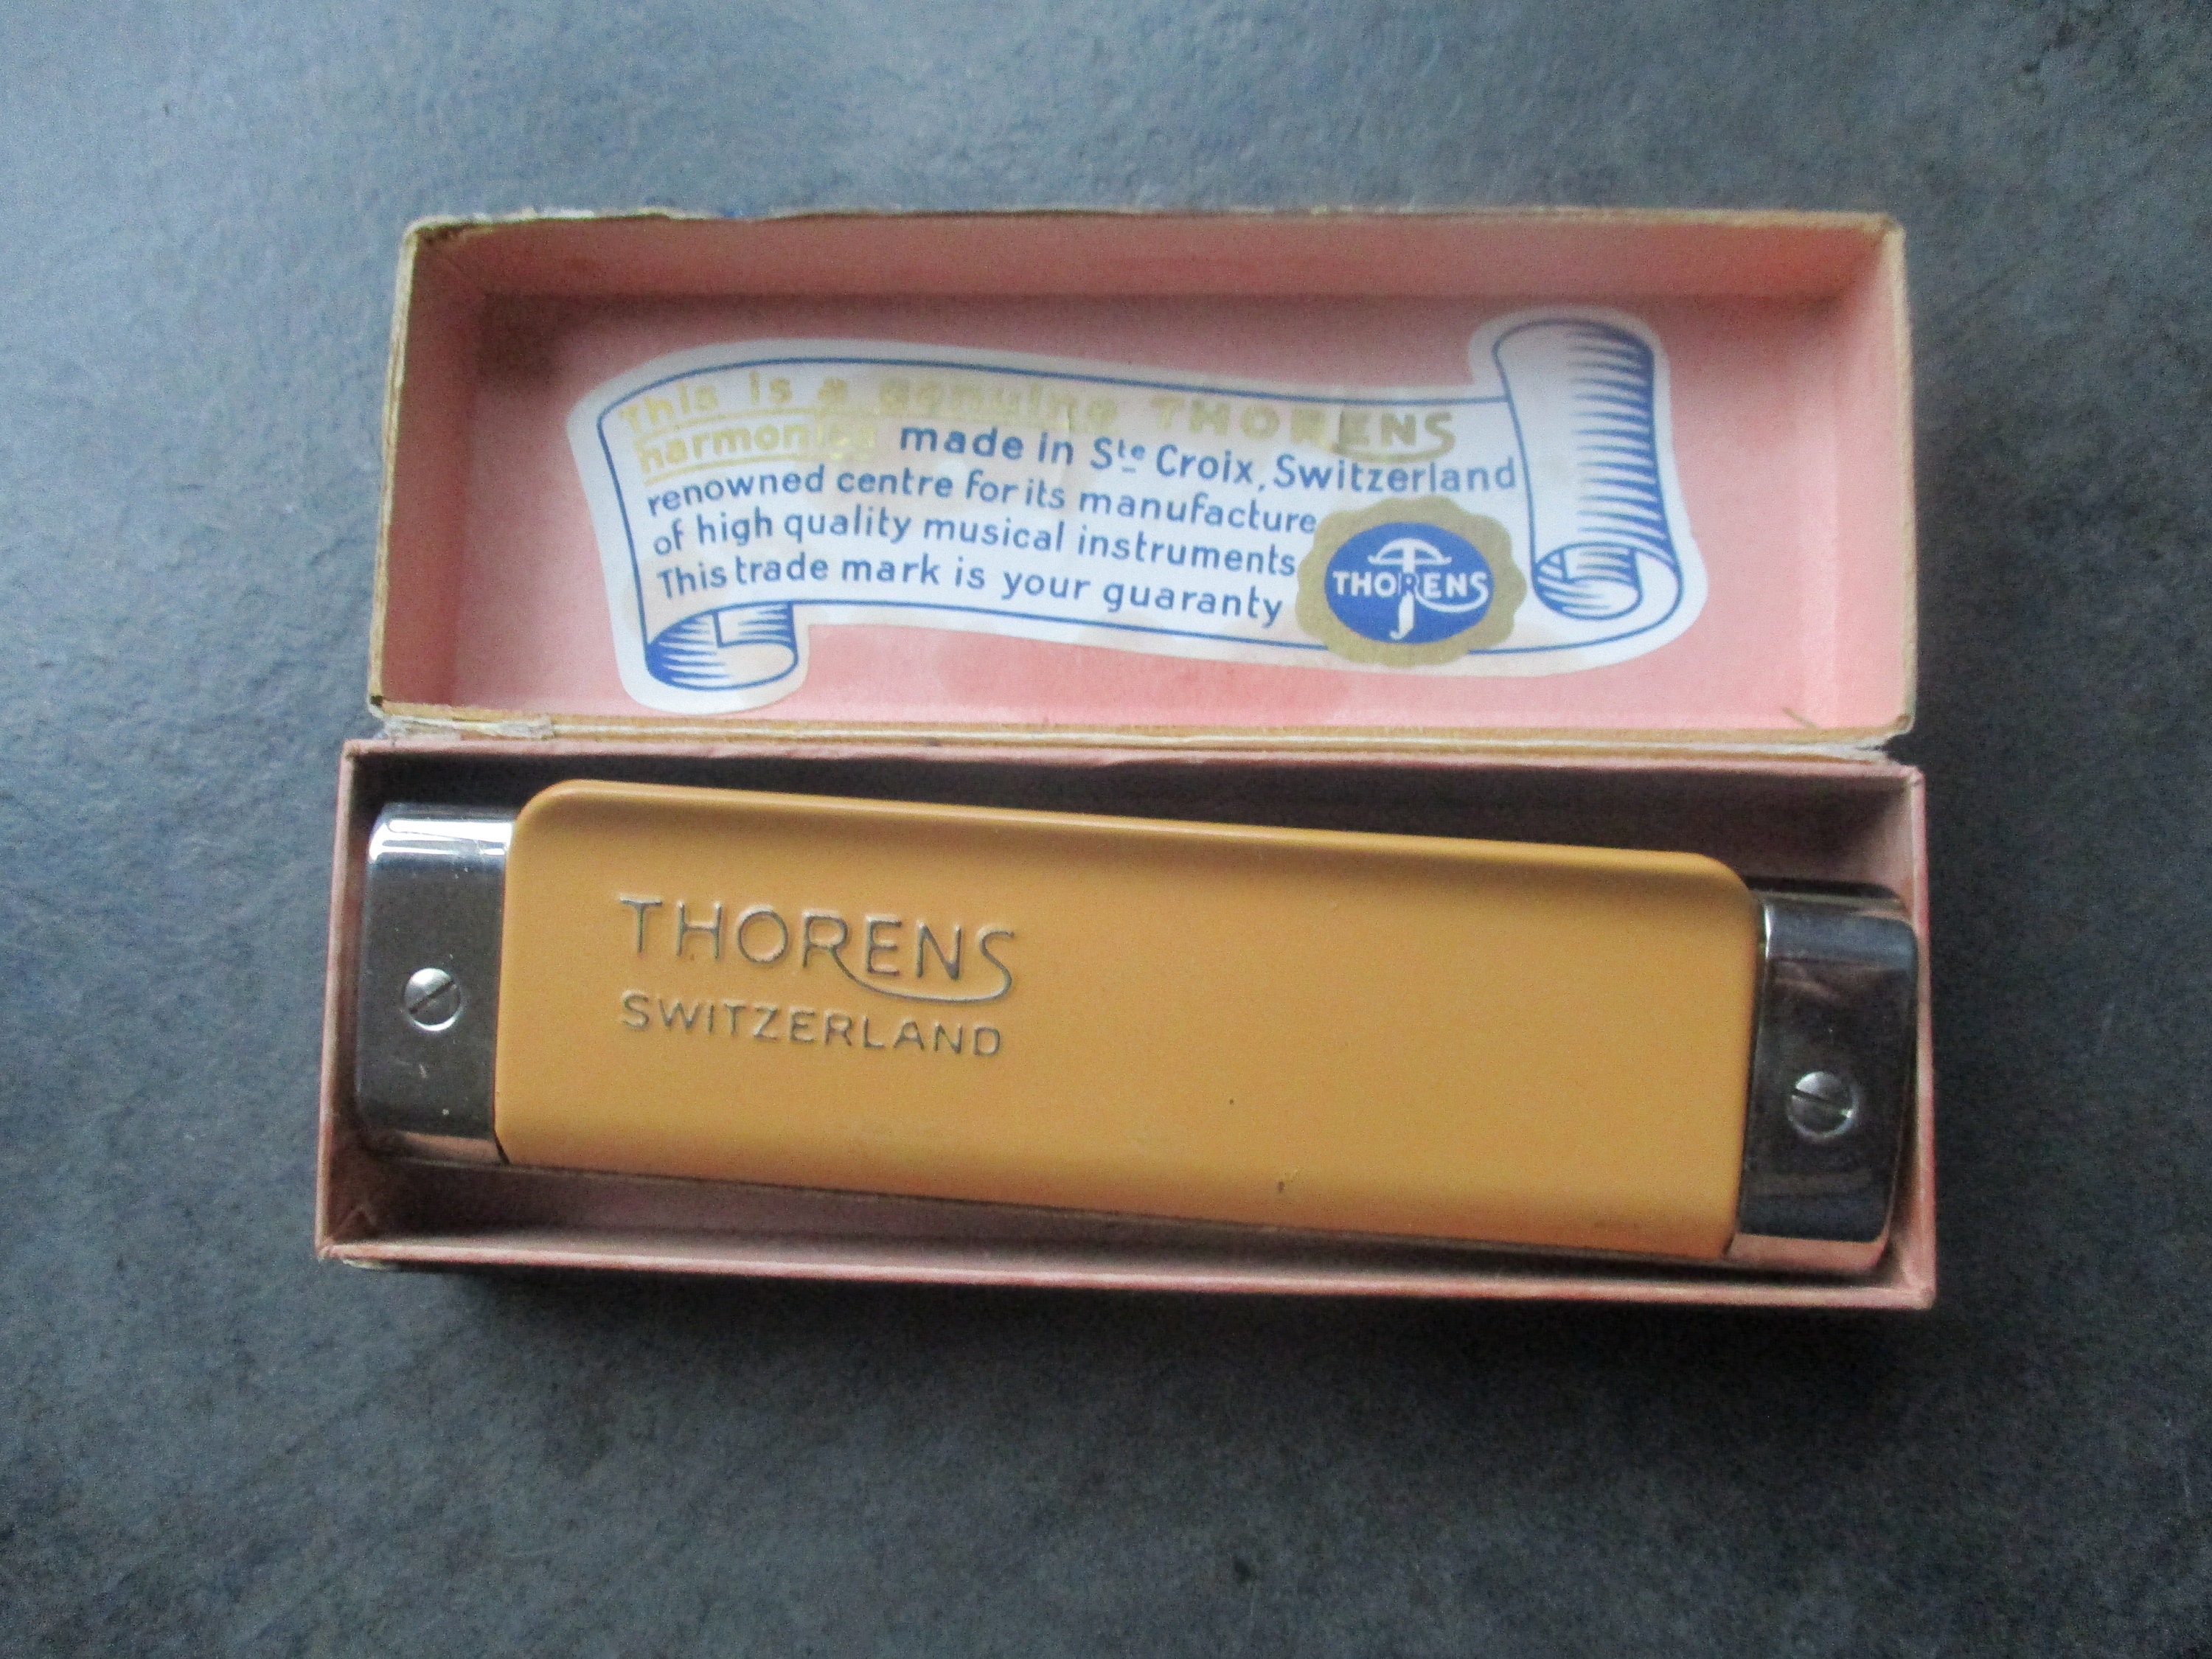 This is a genuine THORENS
harmonica made in Ste Croix, Switzerland
renowned centre for its manufacture
of high quality musical instruments
This trade mark is your guaranty
THORENS
THORENS
SWITZERLAND